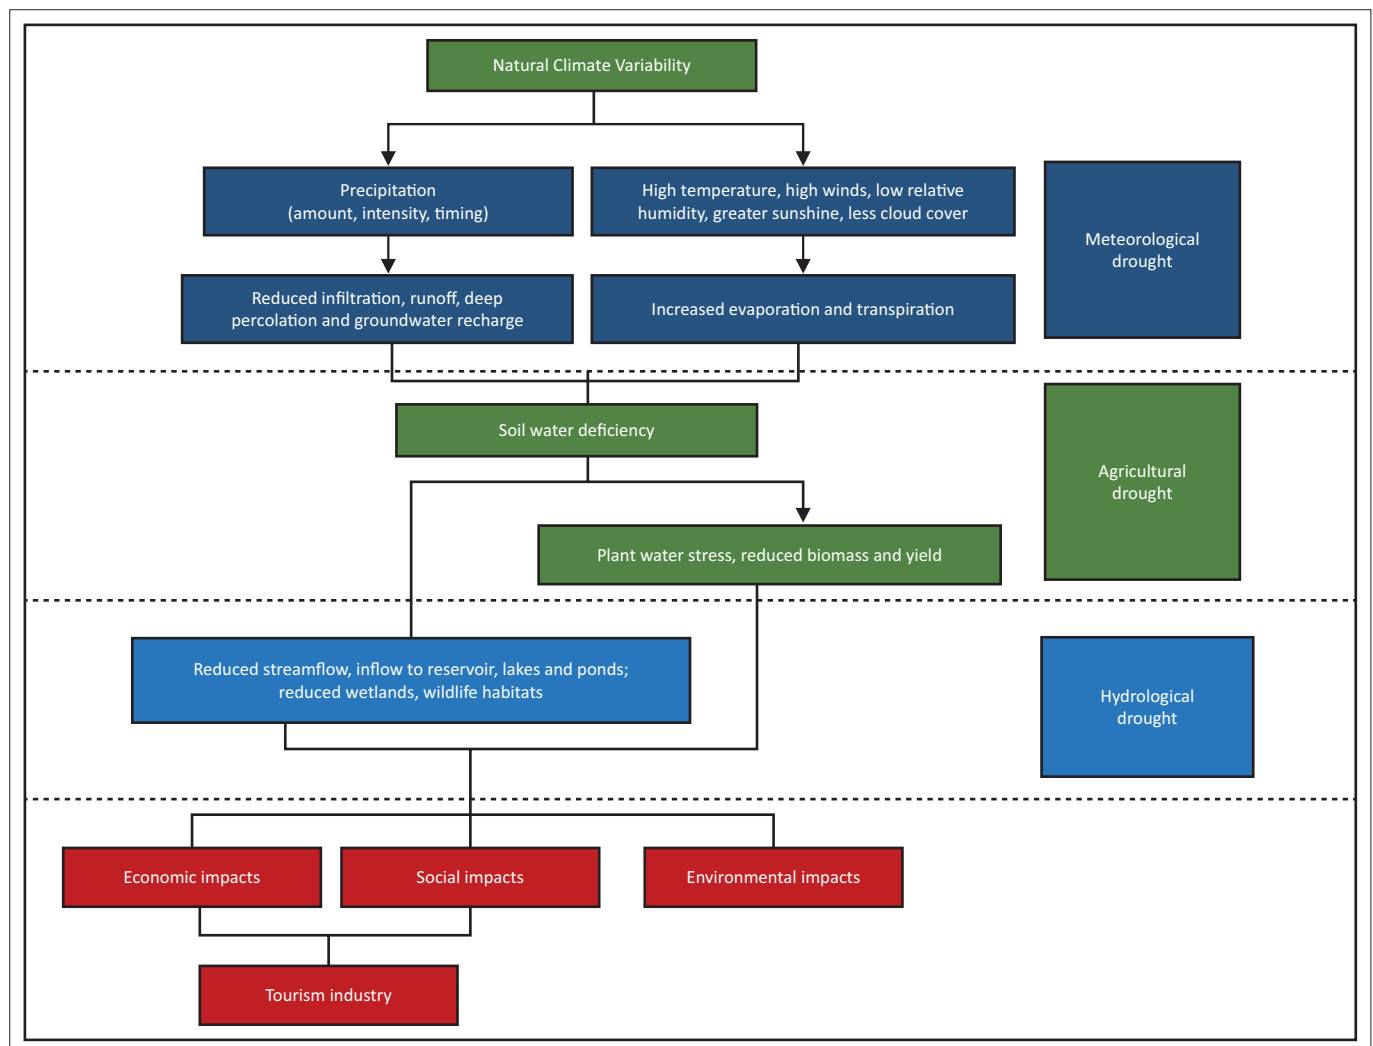 Natural Climate Variability
Precipitation
(amount, intensity, timing)
High temperature, high winds, low relative
humidity, greater sunshine, less cloud cover
Meteorological
drought
Reduced infiltration, runoff, deep
percolation and groundwater recharge
Increased evaporation and transpiration
Soil water deficiency
Agricultural
drought
Plant water stress, reduced biomass and yield
Reduced streamflow, inflow to reservoir, lakes and ponds;
reduced wetlands, wildlife habitats
Hydrological
drought
Economic impacts
Social impacts
Environmental impacts
Tourism industry